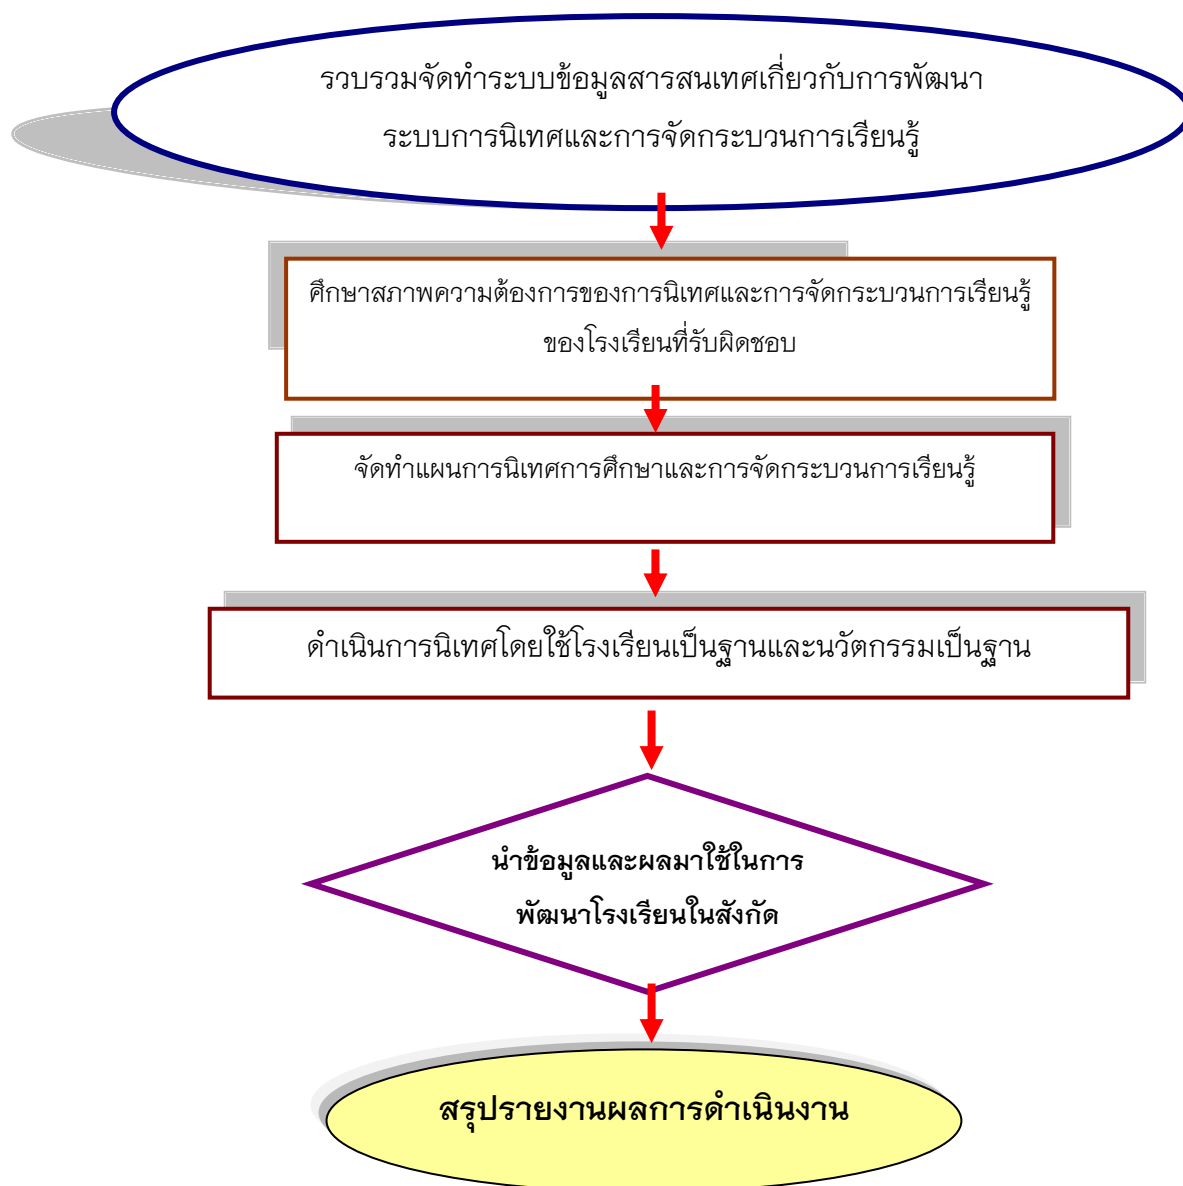 รวบรวมจัดทำระบบข้อมูลสารสนเทศเกี่ยวกับการพัฒนา
ระบบการนิเทศและการจัดกระบวนการเรียนรู้
ศึกษาสภาพความต้องการของการนิเทศและการจัดกระบวนการเรียนรู้
ของโรงเรียนที่รับผิดชอบ
จัดทำแผนการนิเทศการศึกษาและการจัดกระบวนการเรียนรู้
ดำเนินการนิเทศโดยใช้โรงเรียนเป็นฐานและนวัตกรรมเป็นฐาน
นำข้อมูลและผลมาใช้ในการ
พัฒนาโรงเรียนในสังกัด
สรุปรายงานผลการดำเนินงาน